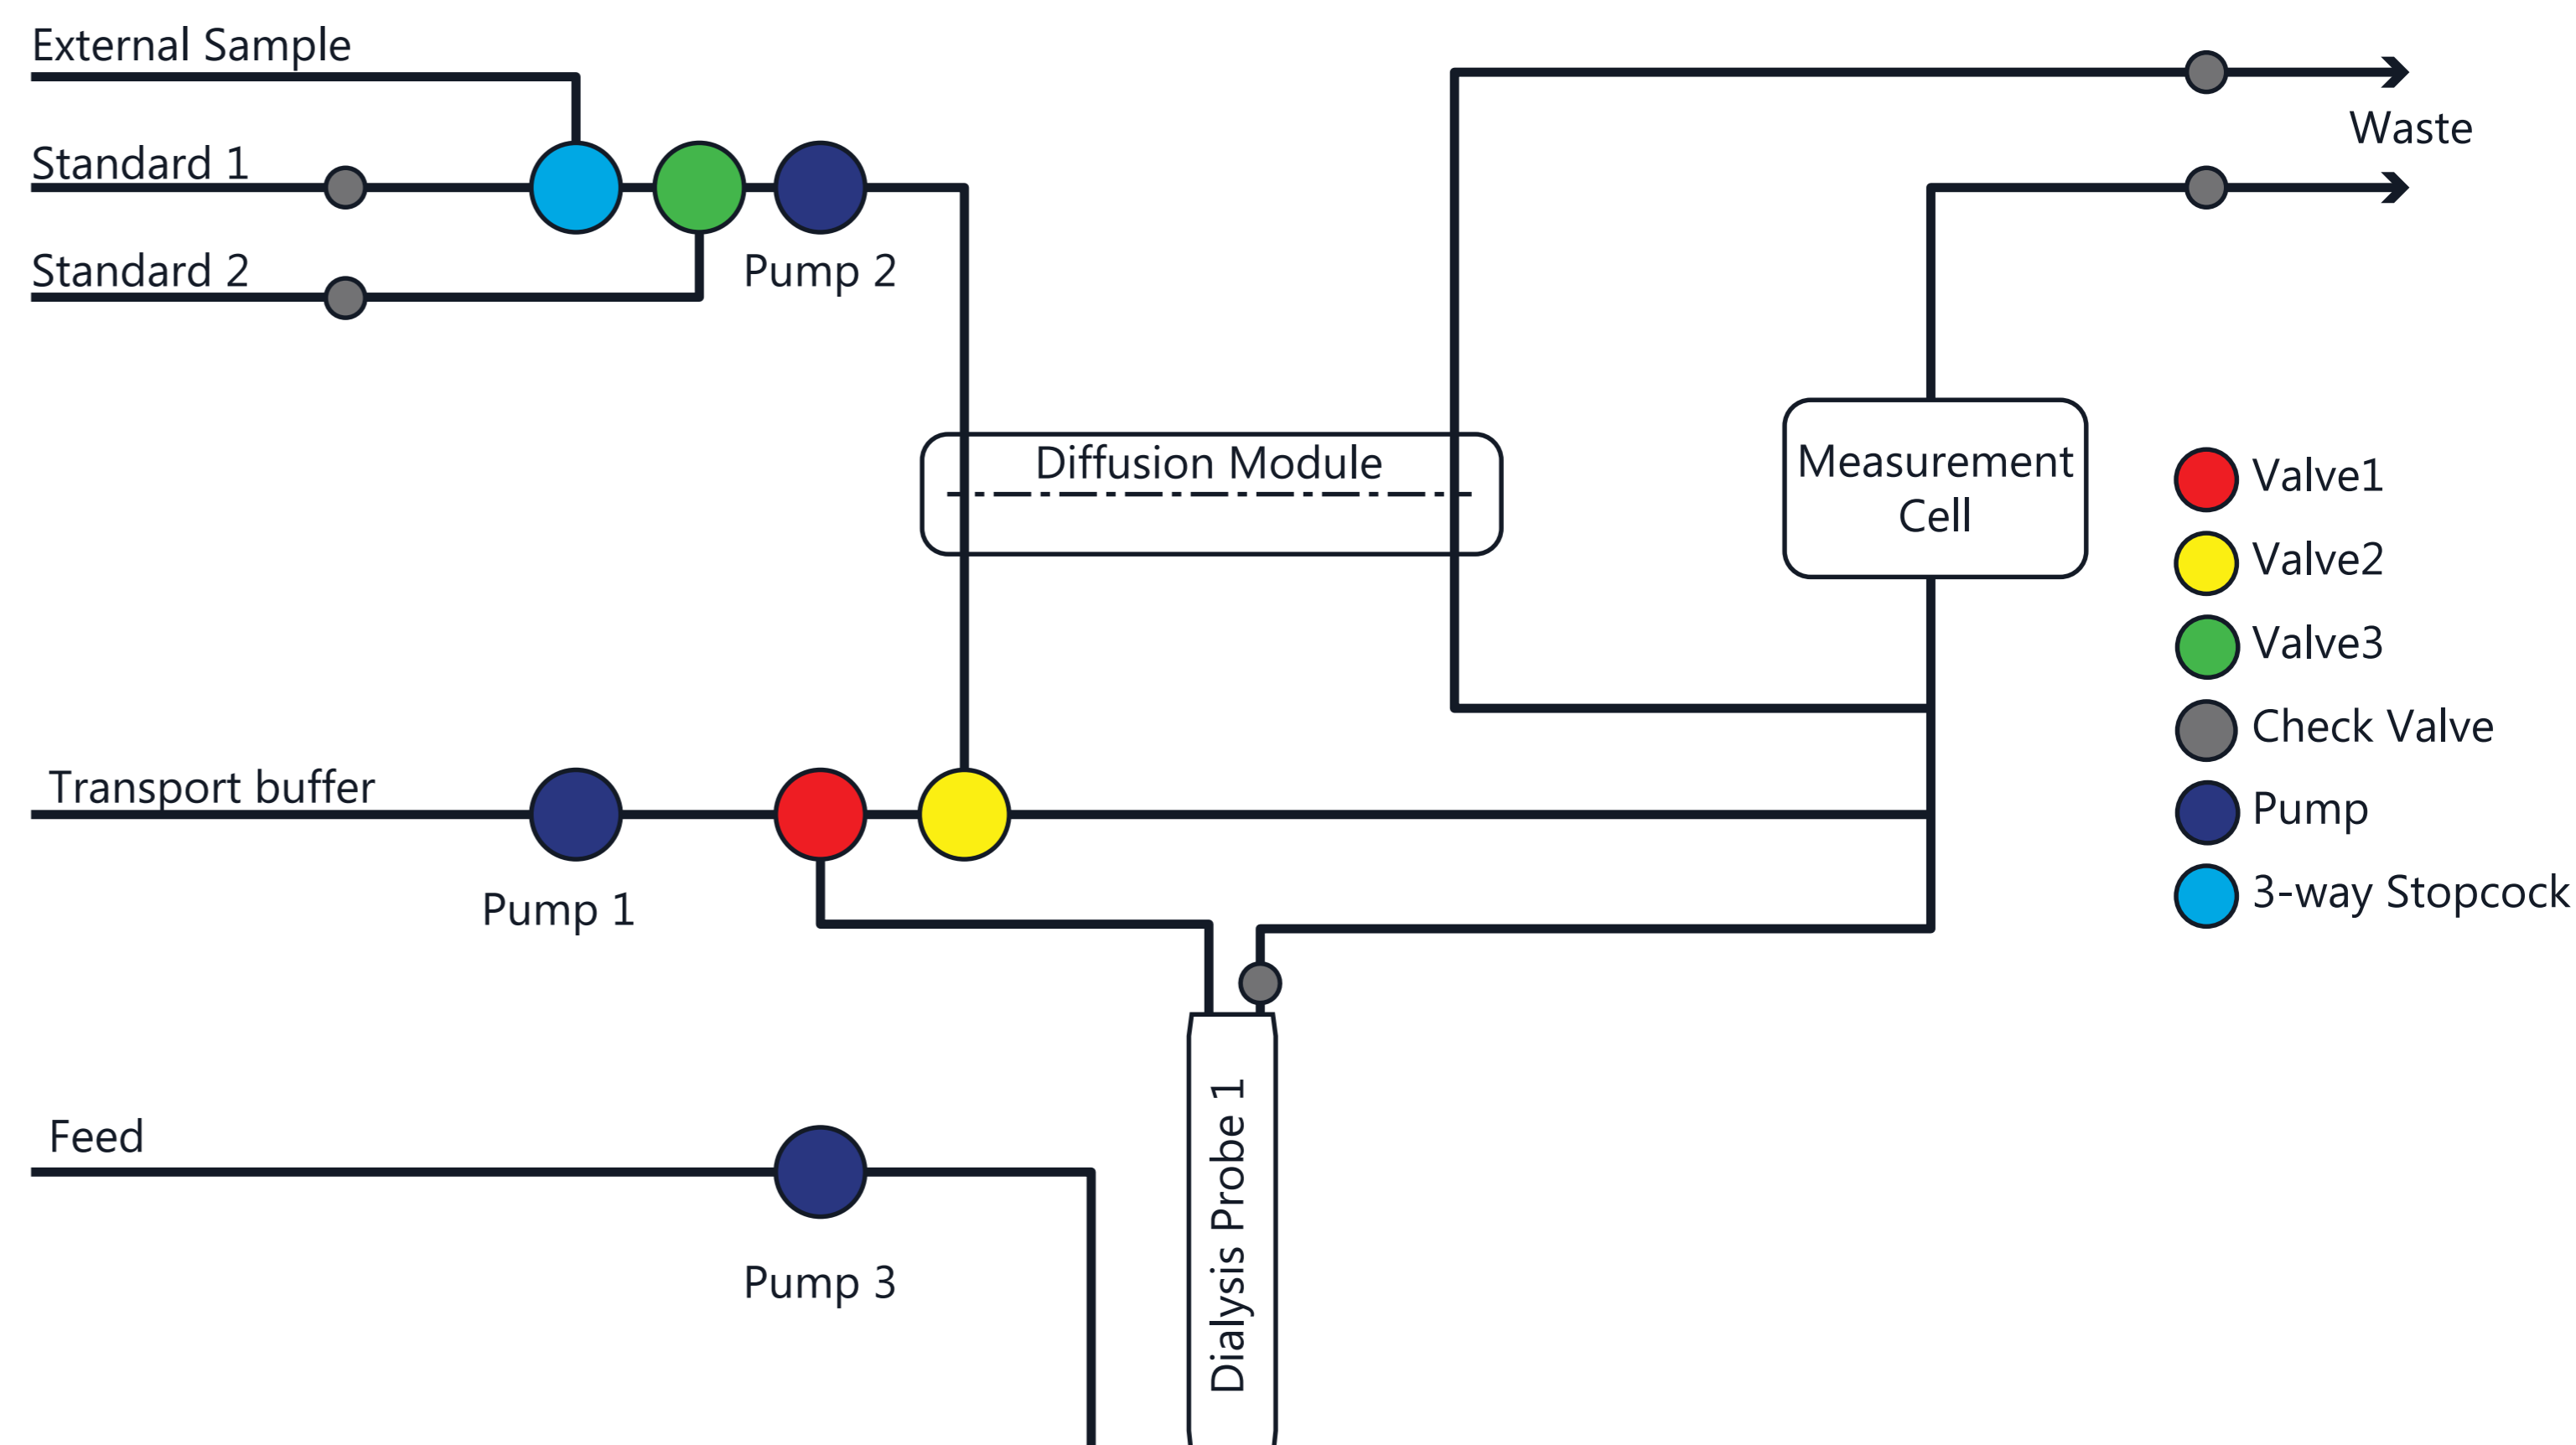 External Sample
Standard 1
Standard 2
Pump 2
Waste
Diffusion Module
Measurement
Cell
Valve1
Valve2
Valve3
Check Valve
Pump
3-way Stopcock
Transport buffer
Pump 1
Feed
Pump 3
Dialysis Probe 1